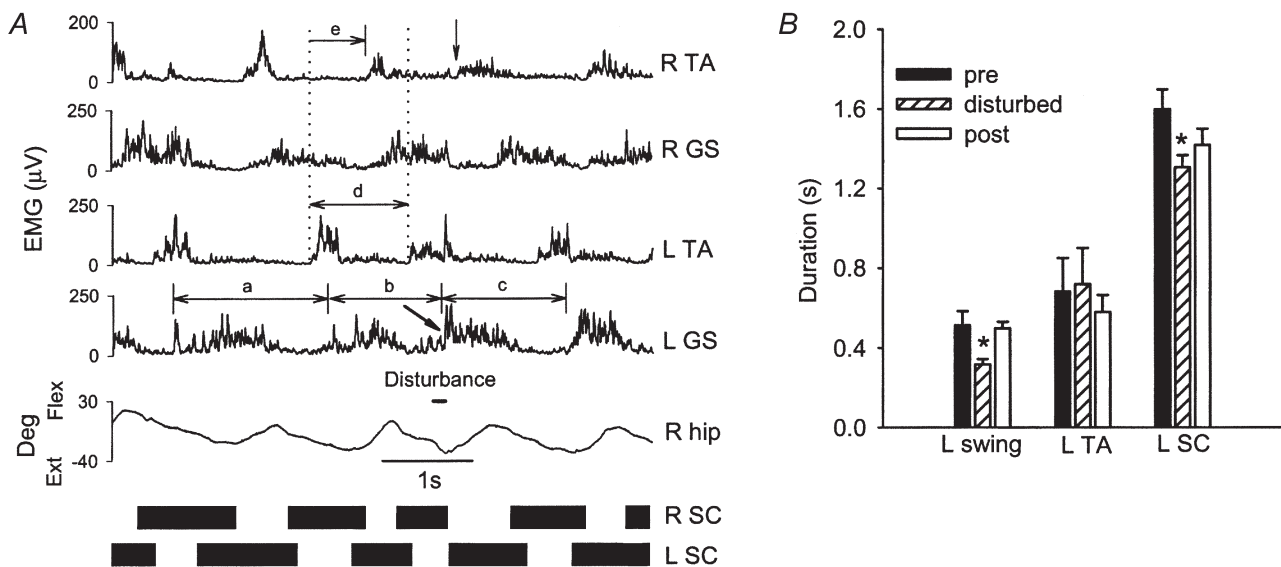 A
EMG (μV)
200
0
e
R TA
250
0
R GS
250
0
d
L TA
250
0
a
b
c
L GS
Disturbance
Deg
Ext Flex
30
-40
R hip
1s
R SC
L SC
B
Duration (s)
2.0
1.6
1.2
0.8
0.4
0.0
pre
disturbed
post
*
*
L swing
L TA
L SC